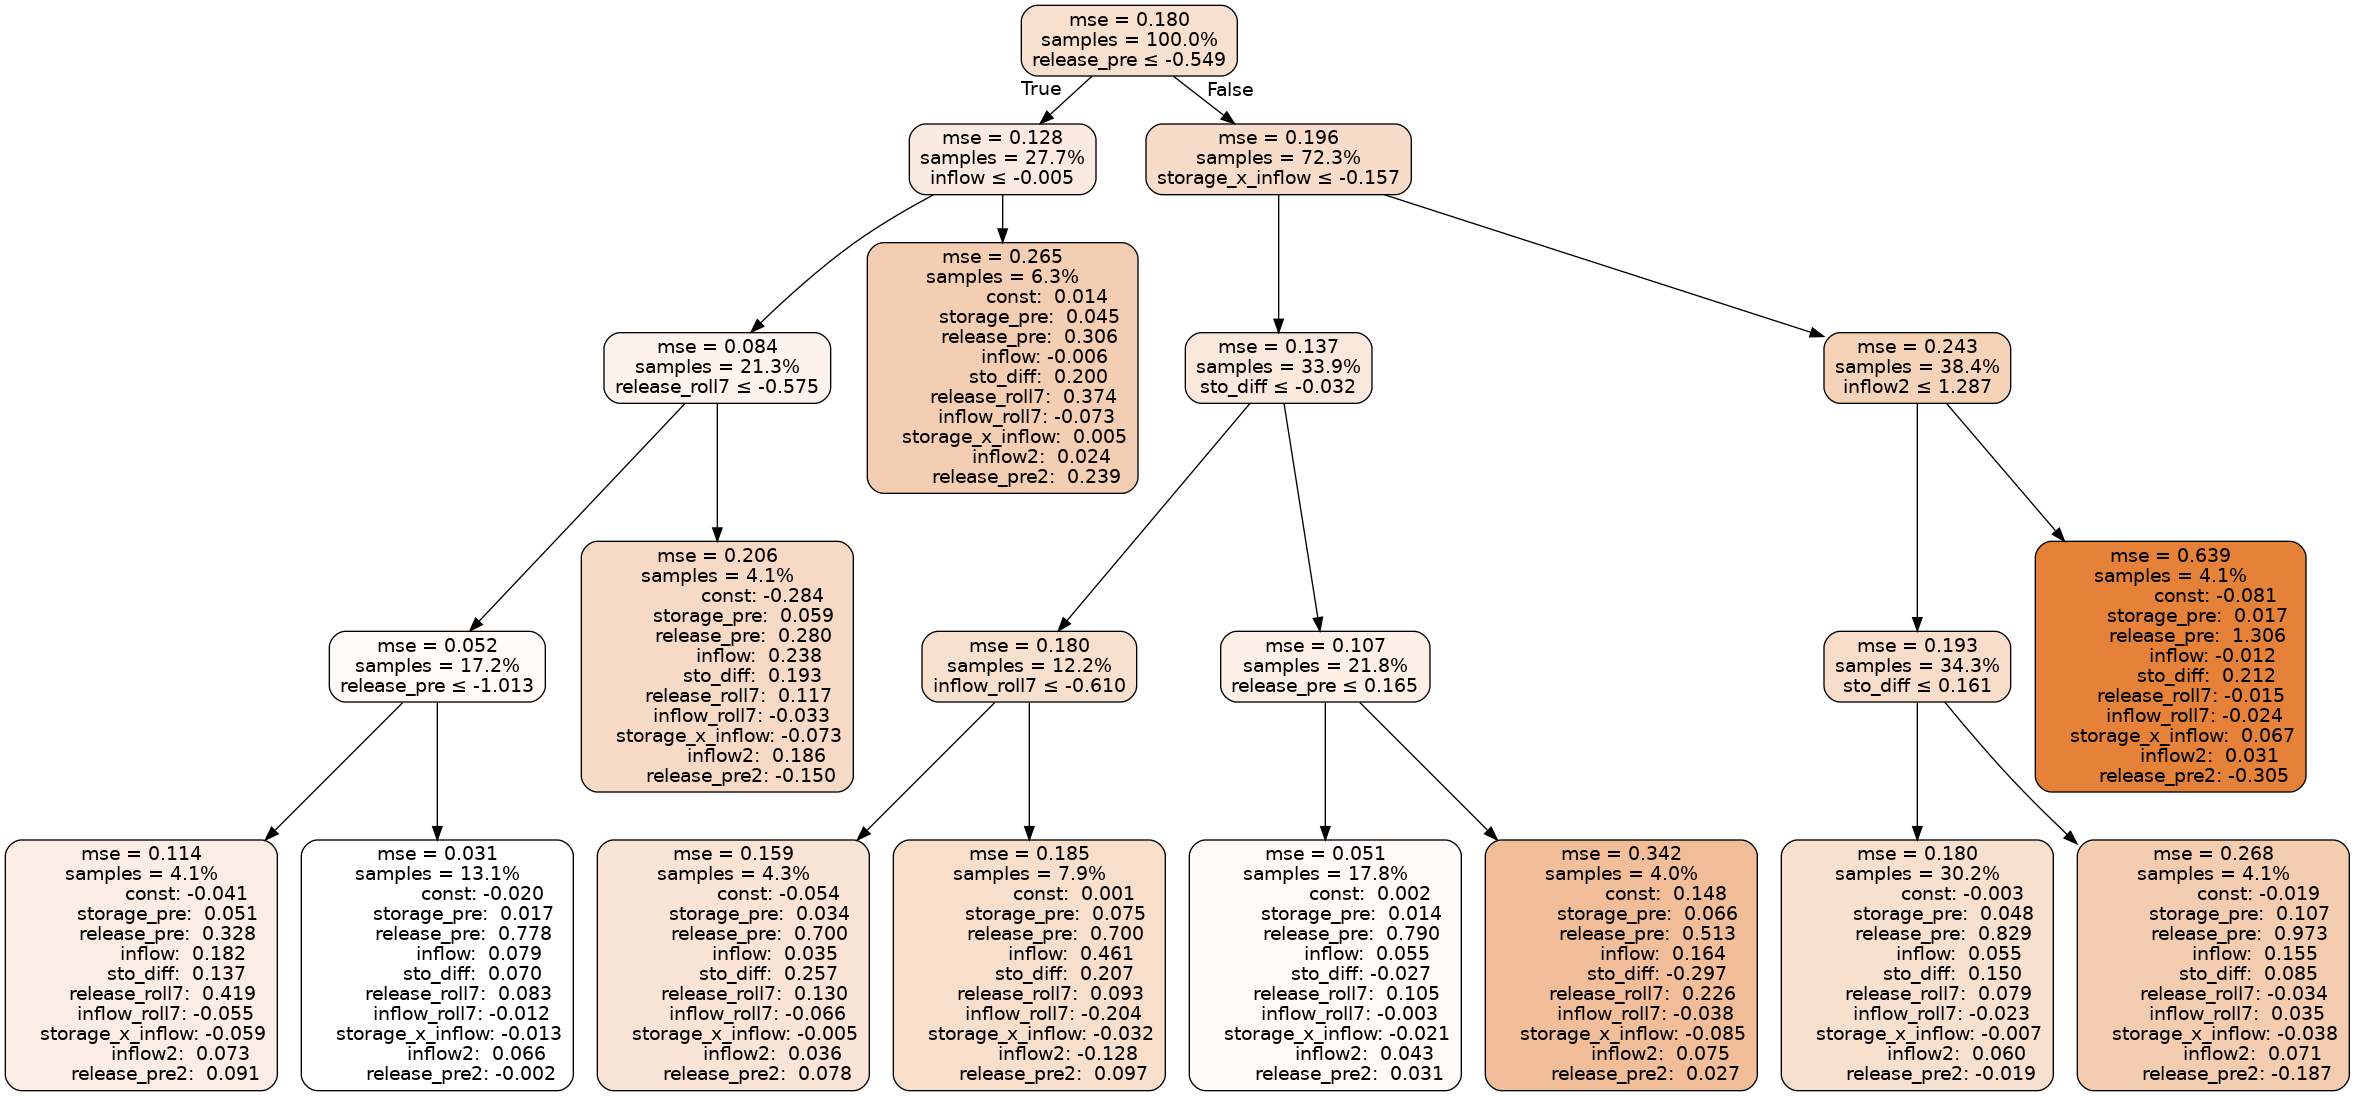 mse = 0.180
samples = 100.0%
release_pre ≤ -0.549
True
False
mse = 0.128
samples = 27.7%
inflow ≤ -0.005
mse = 0.196
samples = 72.3%
storage_x_inflow ≤ -0.157
mse = 0.265
samples = 6.3%
const: 0.014
storage_pre: 0.045
release_pre: 0.306
inflow: -0.006
sto_diff: 0.200
release_roll7: 0.374
inflow_roll7: -0.073
storage_x_inflow: 0.005
inflow2: 0.024
release_pre2: 0.239
mse = 0.084
samples = 21.3%
release_roll7 ≤ -0.575
mse = 0.137
samples = 33.9%
sto_diff ≤ -0.032
mse = 0.243
samples = 38.4%
inflow2 ≤ 1.287
mse = 0.206
samples = 4.1%
const: -0.284
storage_pre: 0.059
release_pre: 0.280
inflow: 0.238
sto_diff: 0.193
release_roll7: 0.117
inflow_roll7: -0.033
storage_x_inflow: -0.073
inflow2: 0.186
release_pre2: -0.150
mse = 0.639
samples = 4.1%
const: -0.081
storage_pre: 0.017
release_pre: 1.306
inflow: -0.012
sto_diff: 0.212
release_roll7: -0.015
inflow_roll7: -0.024
storage_x_inflow: 0.067
inflow2: 0.031
release_pre2: -0.305
mse = 0.052
samples = 17.2%
release_pre ≤ -1.013
mse = 0.180
samples = 12.2%
inflow_roll7 ≤ -0.610
mse = 0.107
samples = 21.8%
release_pre ≤ 0.165
mse = 0.193
samples = 34.3%
sto_diff ≤ 0.161
mse = 0.114
samples = 4.1%
const: -0.041
storage_pre: 0.051
release_pre: 0.328
inflow: 0.182
sto_diff: 0.137
release_roll7: 0.419
inflow_roll7: -0.055
storage_x_inflow: -0.059
inflow2: 0.073
release_pre2: 0.091
mse = 0.031
samples = 13.1%
const: -0.020
storage_pre: 0.017
release_pre: 0.778
inflow: 0.079
sto_diff: 0.070
release_roll7: 0.083
inflow_roll7: -0.012
storage_x_inflow: -0.013
inflow2: 0.066
release_pre2: -0.002
mse = 0.159
samples = 4.3%
const: -0.054
storage_pre: 0.034
release_pre: 0.700
inflow: 0.035
sto_diff: 0.257
release_roll7: 0.130
inflow_roll7: -0.066
storage_x_inflow: -0.005
inflow2: 0.036
release_pre2: 0.078
mse = 0.185
samples = 7.9%
const: 0.001
storage_pre: 0.075
release_pre: 0.700
inflow: 0.461
sto_diff: 0.207
release_roll7: 0.093
inflow_roll7: -0.204
storage_x_inflow: -0.032
inflow2: -0.128
release_pre2: 0.097
mse = 0.051
samples = 17.8%
const: 0.002
storage_pre: 0.014
release_pre: 0.790
inflow: 0.055
sto_diff: -0.027
release_roll7: 0.105
inflow_roll7: -0.003
storage_x_inflow: -0.021
inflow2: 0.043
release_pre2: 0.031
mse = 0.342
samples = 4.0%
const: 0.148
storage_pre: 0.066
release_pre: 0.513
inflow: 0.164
sto_diff: -0.297
release_roll7: 0.226
inflow_roll7: -0.038
storage_x_inflow: -0.085
inflow2: 0.075
release_pre2: 0.027
mse = 0.180
samples = 30.2%
const: -0.003
storage_pre: 0.048
release_pre: 0.829
inflow: 0.055
sto_diff: 0.150
release_roll7: 0.079
inflow_roll7: -0.023
storage_x_inflow: -0.007
inflow2: 0.060
release_pre2: -0.019
mse = 0.268
samples = 4.1%
const: -0.019
storage_pre: 0.107
release_pre: 0.973
inflow: 0.155
sto_diff: 0.085
release_roll7: -0.034
inflow_roll7: 0.035
storage_x_inflow: -0.038
inflow2: 0.071
release_pre2: -0.187